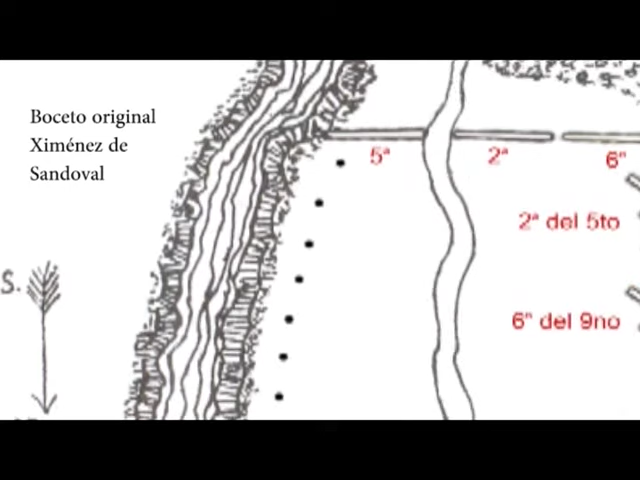 Boceto original
Ximénez de
Sandoval
5ª
2ª
6ª
2ª del 5to
S.
6ª del 9no